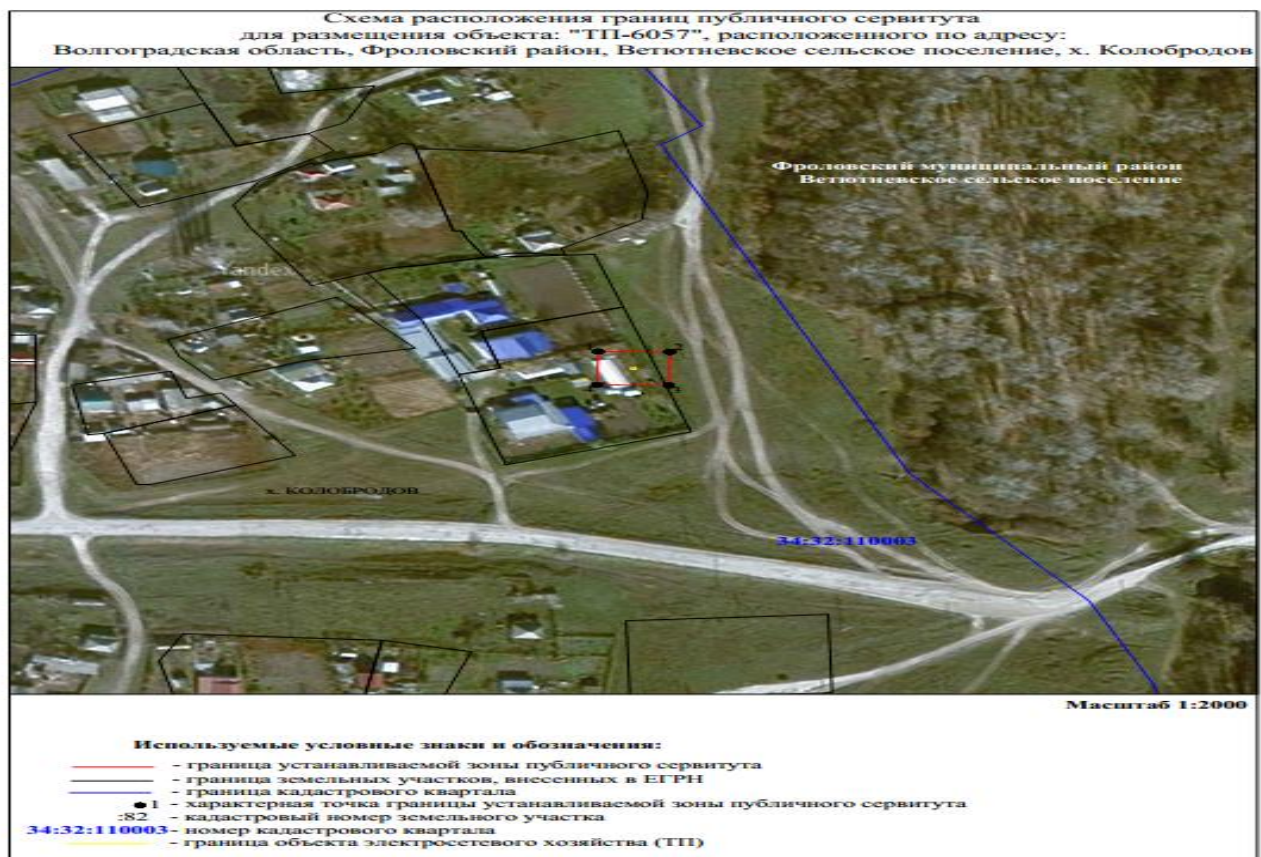 Схема расположения границ публичного сервитута
для размещения объекта: "ТП-6057", расположенного по адресу:
Волгоградская область, Фроловский район, Ветютневское сельское поселение, х. Колобродов
Фроловский муниципальный район
Ветютневское сельское поселение
Yandex
2
3
х. КОЛОБРОДОВ
34:32:110003
Масштаб 1:2000
Используемые условные знаки и обозначения:
- граница устанавливаемой зоны публичного сервитута
- граница земельных участков, внесенных в ЕГРН
- граница кадастрового квартала
1 - характерная точка границы устанавливаемой зоны публичного сервитута
:82 - кадастровый номер земельного участка
34:32:110003 - номер кадастрового квартала
- граница объекта электросетевого хозяйства (ТП)